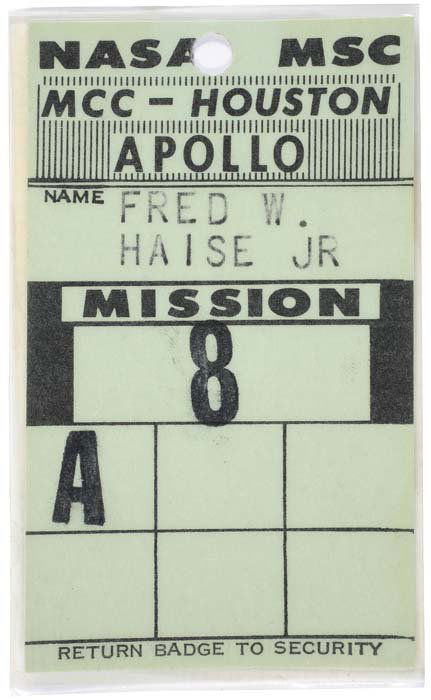 NASA MSC
MCC - HOUSTON
APOLLO
NAME FRED W.
HAISE JR
MISSION
8
A
RETURN BADGE TO SECURITY